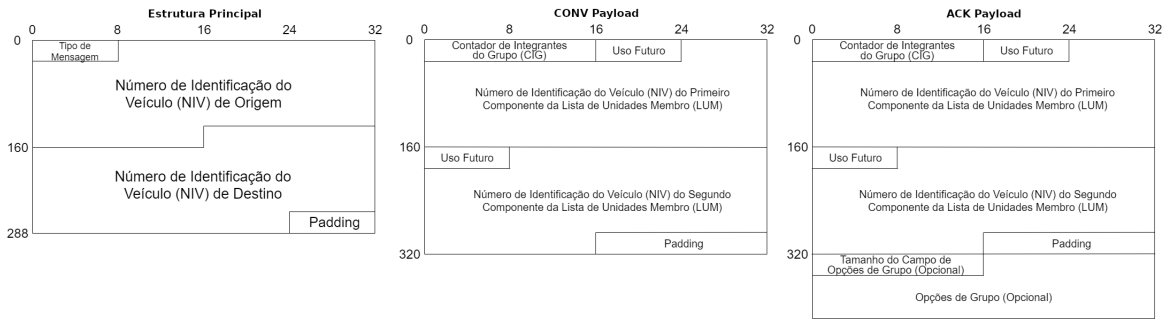 Estrutura Principal
0 8 16 24 32
0
Tipo de
Mensagem
Número de Identificação do
Veículo (NIV) de Origem
160
Número de Identificação do
Veículo (NIV) de Destino
Padding
288
CONV Payload
0 8 16 24 32
0
Contador de Integrantes
do Grupo (CIG)
Uso Futuro
Número de Identificação do Veículo (NIV) do Primeiro
Componente da Lista de Unidades Membro (LUM)
160
Uso Futuro
Número de Identificação do Veículo (NIV) do Segundo
Componente da Lista de Unidades Membro (LUM)
Padding
320
ACK Payload
0 8 16 24 32
0
Contador de Integrantes
do Grupo (CIG)
Uso Futuro
Número de Identificação do Veículo (NIV) do Primeiro
Componente da Lista de Unidades Membro (LUM)
160
Uso Futuro
Número de Identificação do Veículo (NIV) do Segundo
Componente da Lista de Unidades Membro (LUM)
Padding
320
Tamanho do Campo de
Opções de Grupo (Opcional)
Opções de Grupo (Opcional)